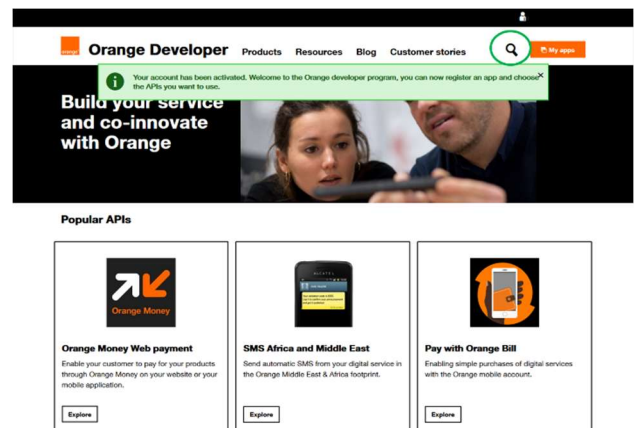 orange
Orange Developer
Products
Resources
Blog
Customer stories
My apps
Your account has been activated. Welcome to the Orange developer program, you can now register an app and choose
the APIs you want to use.
Build your service
and co-innovate
with Orange
Popular APIs
Orange Money
Orange Money Web payment
Enable your customer to pay for your products
through Orange Money on your website or your
mobile application.
Explore
ALCATEL
SMS Africa and Middle East
Send automatic SMS from your digital service in
the Orange Middle East & Africa footprint.
Explore
Pay with Orange Bill
Enabling simple purchases of digital services
with the Orange mobile account.
Explore